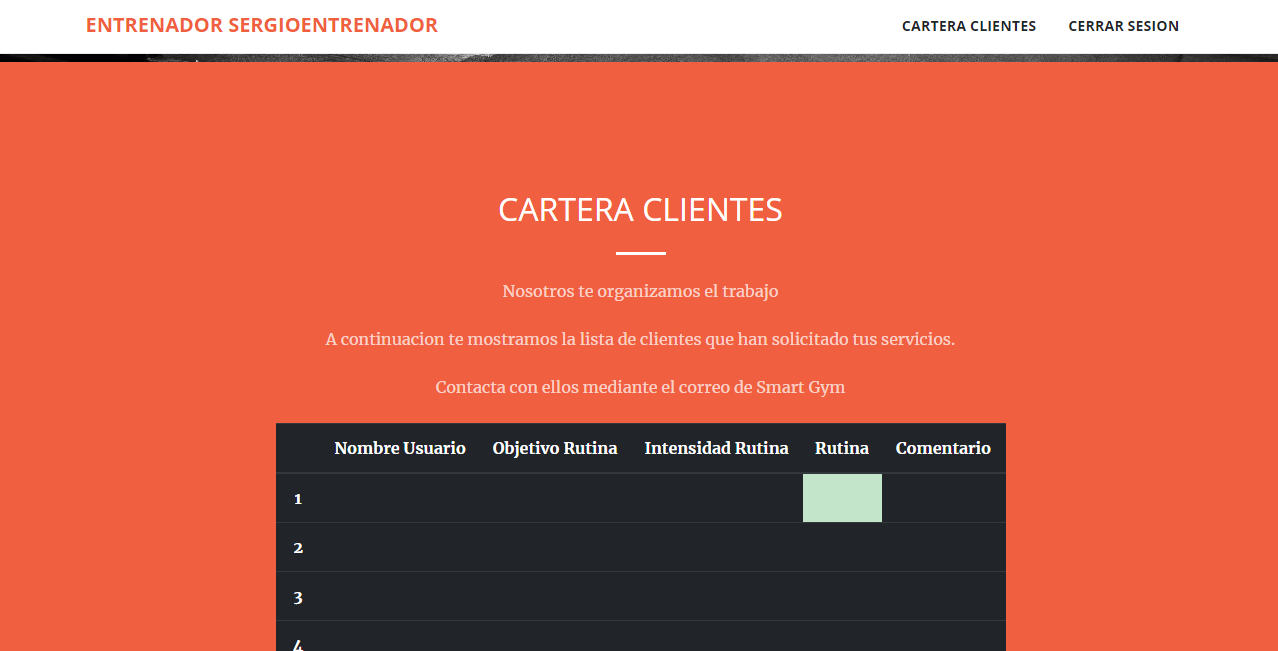 ENTRENADOR SERGIOENTRENADOR
CARTERA CLIENTES
CERRAR SESION
CARTERA CLIENTES
Nosotros te organizamos el trabajo
A continuacion te mostramos la lista de clientes que han solicitado tus servicios.
Contacta con ellos mediante el correo de Smart Gym
Nombre Usuario Objetivo Rutina Intensidad Rutina Rutina Comentario
1
2
3
4